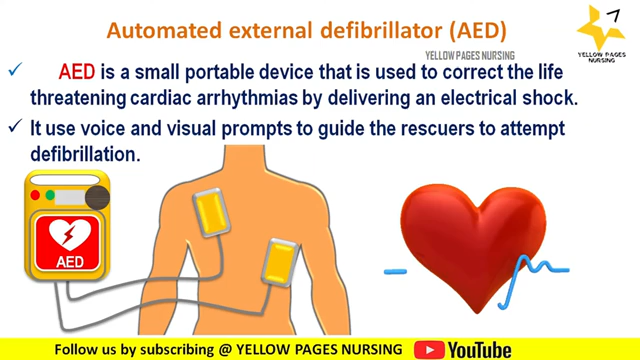 Automated external defibrillator (AED)
YELLOW PAGES NURSING
YELLOW PAGES
NURSING
AED is a small portable device that is used to correct the life
threatening cardiac arrhythmias by delivering an electrical shock.
It use voice and visual prompts to guide the rescuers to attempt
defibrillation.
AED
Follow us by subscribing @ YELLOW PAGES NURSING
YouTube